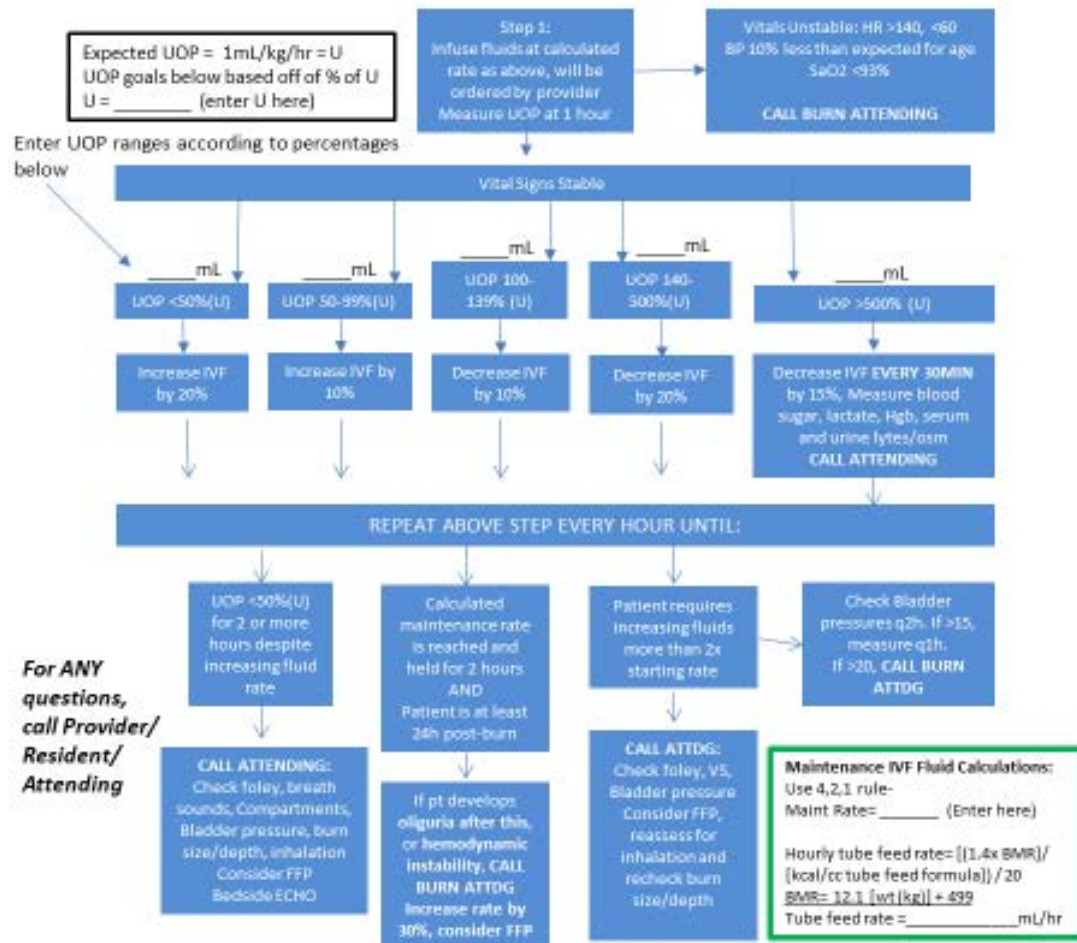 Expected UOP = 1mL/kg/hr = U
UOP goals below based off of % of U
U = ________ (enter U here)
Step 1:
Infuse fluids at calculated
rate as above, will be
ordered by provider
Measure UOP at 1 hour
Vitals Unstable: HR >140, <60
BP 10% less than expected for age
SaO2 <93%
CALL BURN ATTENDING
Enter UOP ranges according to percentages
below
Vital Signs Stable
_____mL
UOP <50%(U)
_____mL
UOP 50-99%(U)
_____mL
UOP 100-
139% (U)
_____mL
UOP 140-
500%(U)
_____mL
UOP >500% (U)
Increase IVF
by 20%
Increase IVF by
10%
Decrease IVF
by 10%
Decrease IVF
by 20%
Decrease IVF EVERY 30MIN
by 15%, Measure blood
sugar, lactate, Hgb, serum
and urine lytes/osm
CALL ATTENDING
REPEAT ABOVE STEP EVERY HOUR UNTIL:
UOP <50%(U)
for 2 or more
hours despite
increasing fluid
rate
Calculated
maintenance rate
is reached and
held for 2 hours
AND
Patient is at least
24h post-burn
Patient requires
increasing fluids
more than 2x
starting rate
Check Bladder
pressures q2h. If >15,
measure q1h.
If >20, CALL BURN
ATTDG
For ANY
questions,
call Provider/
Resident/
Attending
CALL ATTENDING:
Check foley, breath
sounds, Compartments,
Bladder pressure, burn
size/depth, inhalation
Consider FFP
Bedside ECHO
If pt develops
oliguria after this,
or hemodynamic
instability, CALL
BURN ATTDG
Increase rate by
30%, consider FFP
CALL ATTDG:
Check foley, VS,
Bladder pressure
Consider FFP,
reassess for
inhalation and
recheck burn
size/depth
Maintenance IVF Fluid Calculations:
Use 4,2,1 rule-
Maint Rate= _______ (Enter here)
Hourly tube feed rate= [(1.4x BMR]/
[kcal/cc tube feed formula]) / 20
BMR= 12.1 [wt (kg)] + 499
Tube feed rate =_____________mL/hr